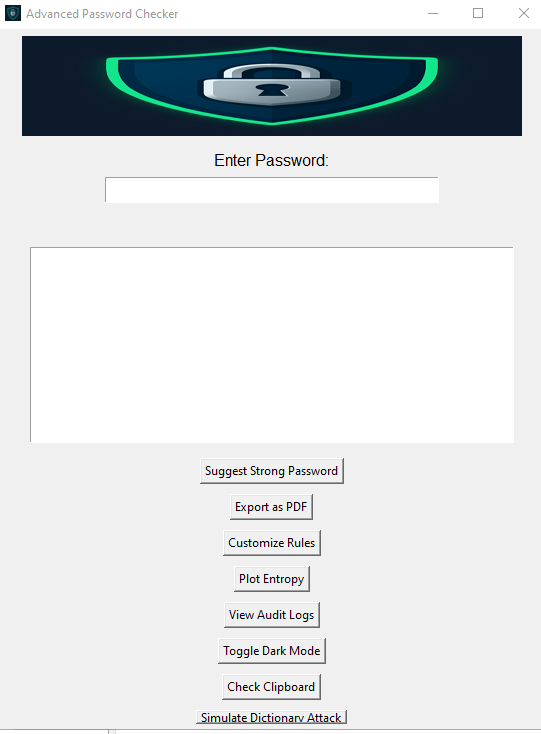 Advanced Password Checker
Enter Password:
Suggest Strong Password
Export as PDF
Customize Rules
Plot Entropy
View Audit Logs
Toggle Dark Mode
Check Clipboard
Simulate Dictionary Attack